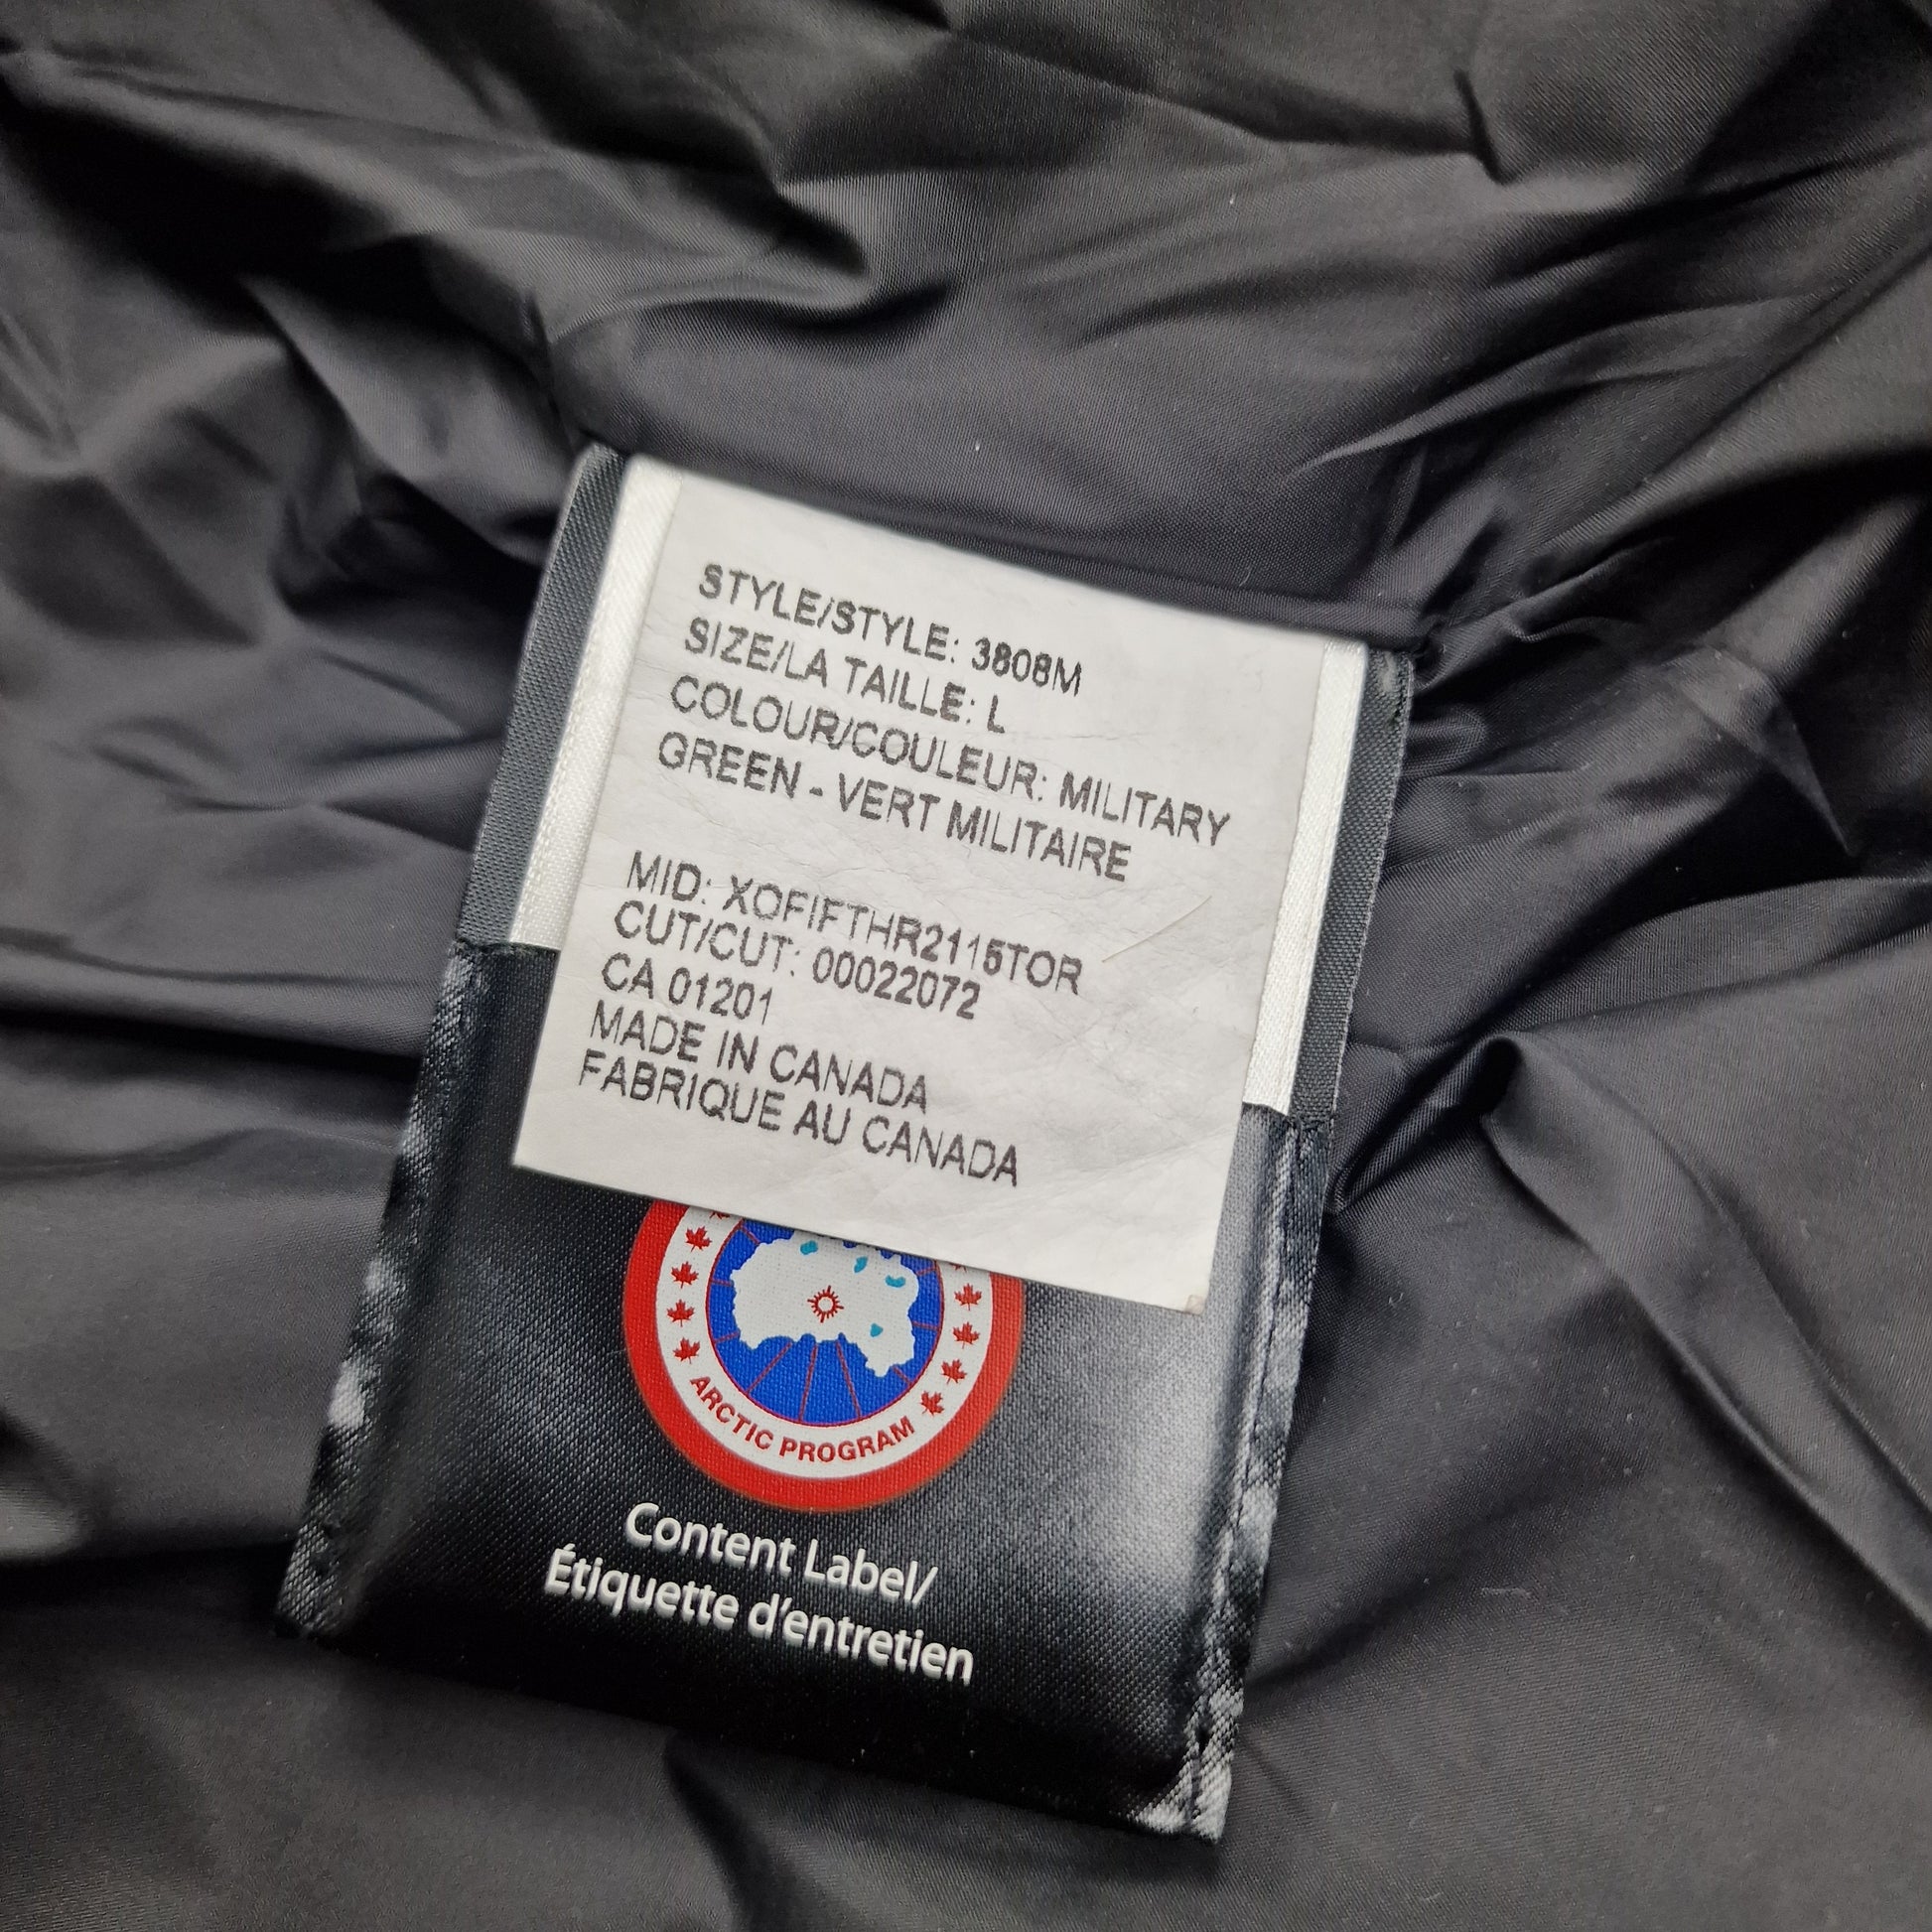 STYLE/STYLE: 3808M
SIZE/LA TAILLE: L
COLOUR/COULEUR: MILITARY
GREEN - VERT MILITAIRE
MID: XOFIFTHR2115TOR
CUT/CUT: 00022072
CA 01201
MADE IN CANADA
FABRIQUE AU CANADA
ARCTIC PROGRAM
Content Label/
Étiquette d'entretien